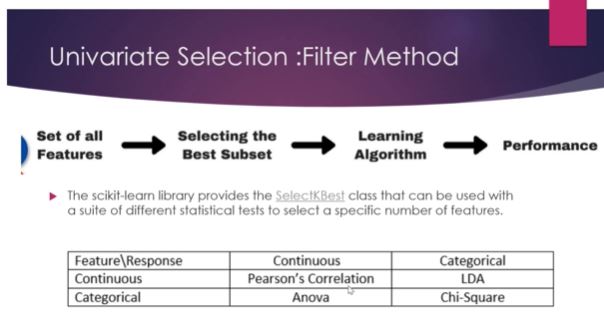 Univariate Selection :Filter Method
Set of all Features
Selecting the Best Subset
Learning Algorithm
Performance
The scikit-learn library provides the SelectKBest class that can be used with
a suite of different statistical tests to select a specific number of features.
Feature\Response Continuous Categorical
Continuous Pearson's Correlation LDA
Categorical Anova Chi-Square